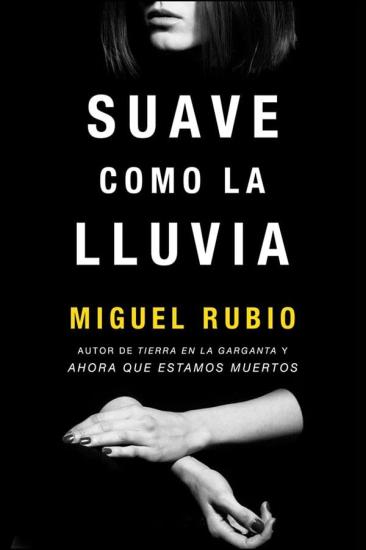 SUAVE
COMO LA
LLUVIA
MIGUEL RUBIO
AUTOR DE TIERRA EN LA GARGANTA Y
AHORA QUE ESTAMOS MUERTOS